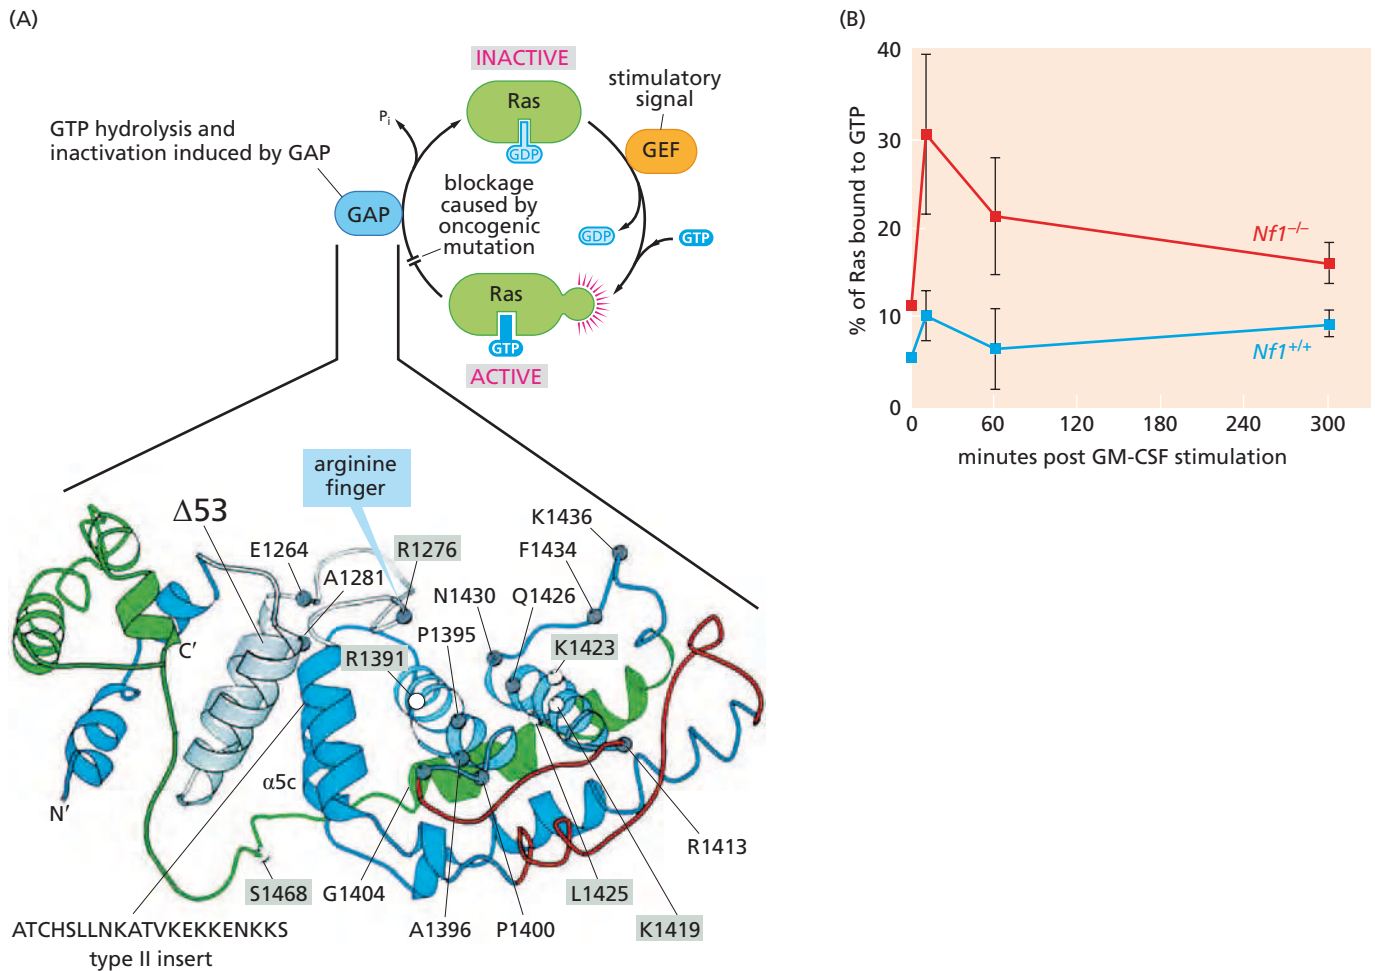 (A)
INACTIVE
Ras
GDP
stimulatory
signal
GEF
P_i
GTP hydrolysis and
inactivation induced by GAP
GAP
blockage
caused by
oncogenic
mutation
GDP
GTP
Ras
GTP
ACTIVE
arginine
finger
Δ53
E1264
A1281
R1276
K1436
F1434
N1430
Q1426
P1395
R1391
K1423
C′
N′
α5c
R1413
S1468
G1404
L1425
ATCHSLLNKATVKEKKENKKS
type II insert
A1396
P1400
K1419
(B)
% of Ras bound to GTP
40
30
20
10
0
Nf1–/–
Nf1+/+
0 60 120 180 240 300
minutes post GM-CSF stimulation